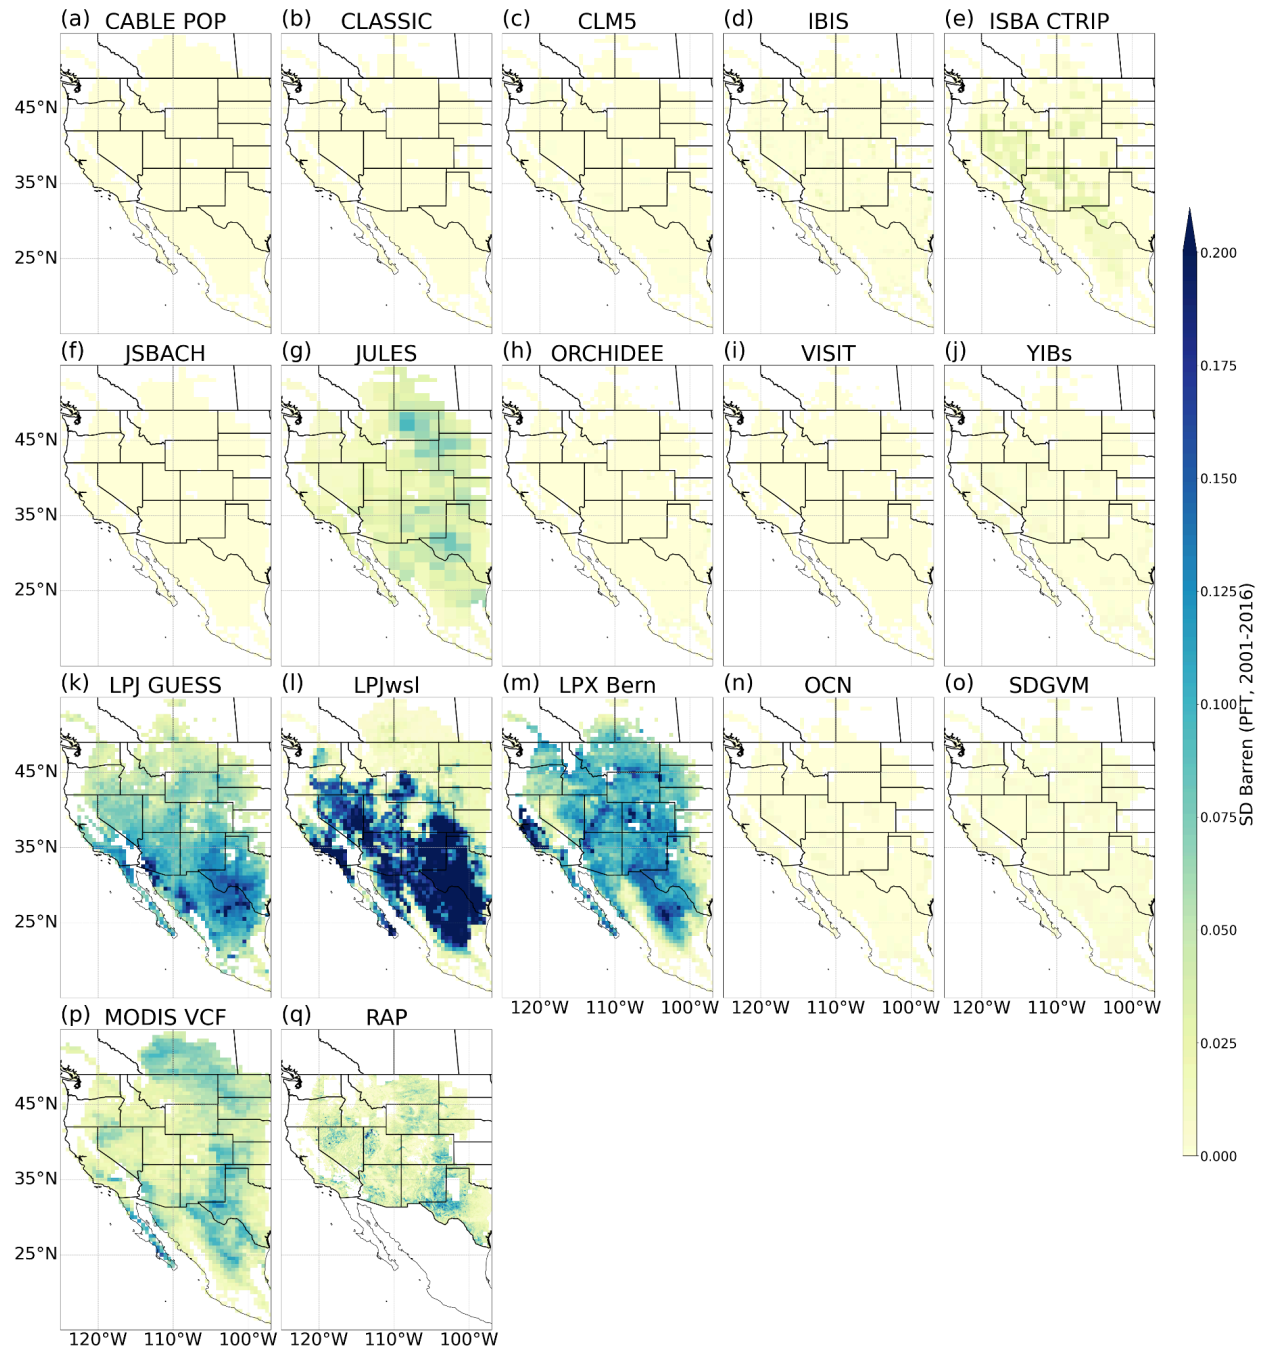 (a) CABLE POP (b) CLASSIC (c) CLM5 (d) IBIS (e) ISBA CTRIP
45°N
35°N
25°N
(f) JSBACH (g) JULES (h) ORCHIDEE (i) VISIT (j) YIBs
45°N
35°N
25°N
(k) LPJ GUESS (l) LPJwsl (m) LPX Bern (n) OCN (o) SDGVM
45°N
35°N
25°N
120°W 110°W 100°W 120°W 110°W 100°W 120°W 110°W 100°W
(p) MODIS VCF (q) RAP
45°N
35°N
25°N
120°W 110°W 100°W 120°W 110°W 100°W
0.200
0.175
0.150
0.125
0.100
0.075
0.050
0.025
0.000
SD Barren (PFT, 2001-2016)